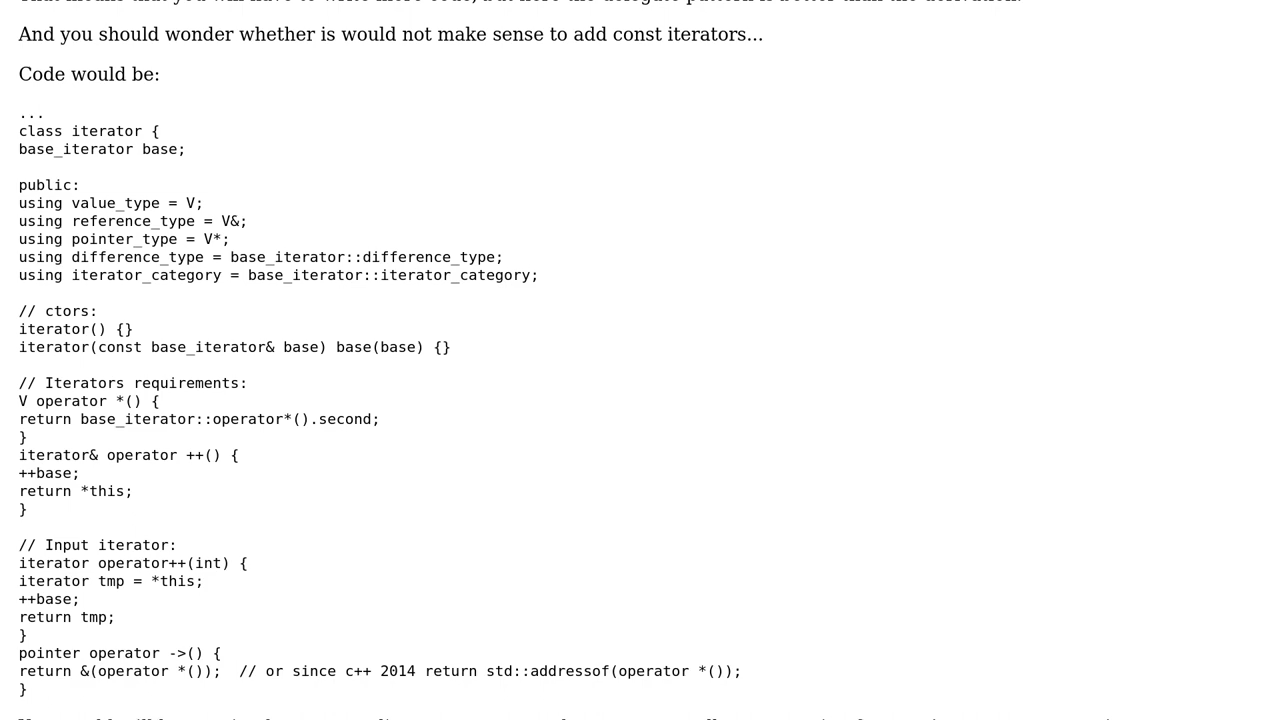 And you should wonder whether is would not make sense to add const iterators...
Code would be:
...
class iterator {
base_iterator base;
public:
using value_type = V;
using reference_type = V&;
using pointer_type = V*;
using difference_type = base_iterator::difference_type;
using iterator_category = base_iterator::iterator_category;
// ctors:
iterator() {}
iterator(const base_iterator& base) base(base) {}
// Iterators requirements:
V operator *() {
return base_iterator::operator*().second;
}
iterator& operator ++() {
++base;
return *this;
}
// Input iterator:
iterator operator++(int) {
iterator tmp = *this;
++base;
return tmp;
}
pointer operator ->() {
return &(operator *());  // or since c++ 2014 return std::addressof(operator *());
}